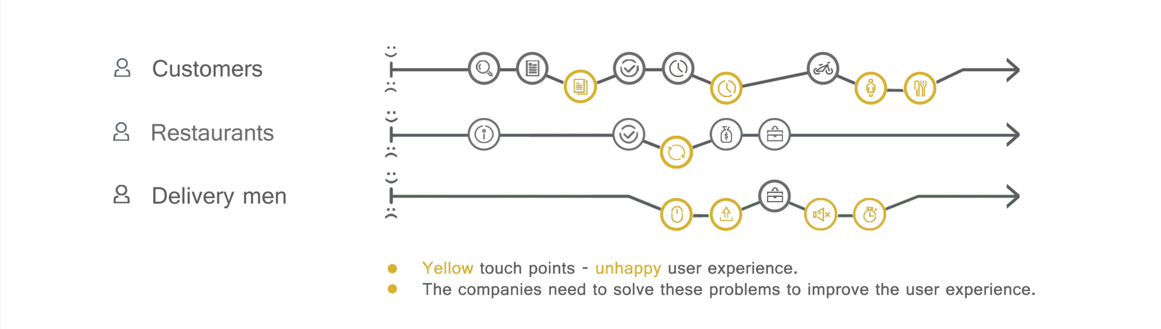 Customers
Restaurants
Delivery men
Yellow touch points - unhappy user experience.
The companies need to solve these problems to improve the user experience.